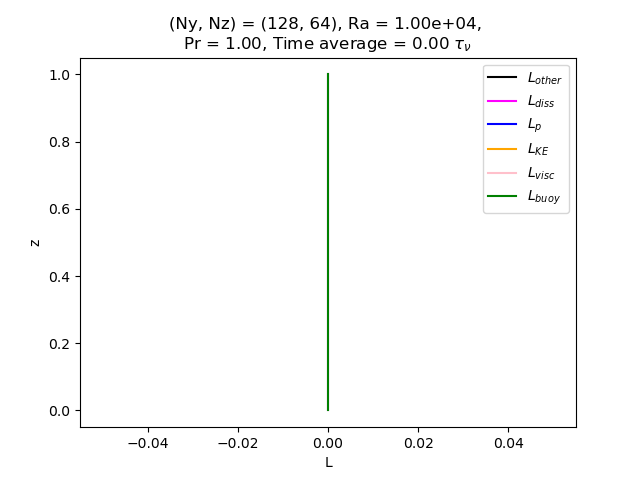 (Ny, Nz) = (128, 64), Ra = 1.00e+04,
Pr = 1.00, Time average = 0.00 τ_ν
1.0
0.8
0.6
0.4
0.2
0.0
z
−0.04
−0.02
0.00
0.02
0.04
L
L_other
L_diss
L_p
L_KE
L_visc
L_buoy